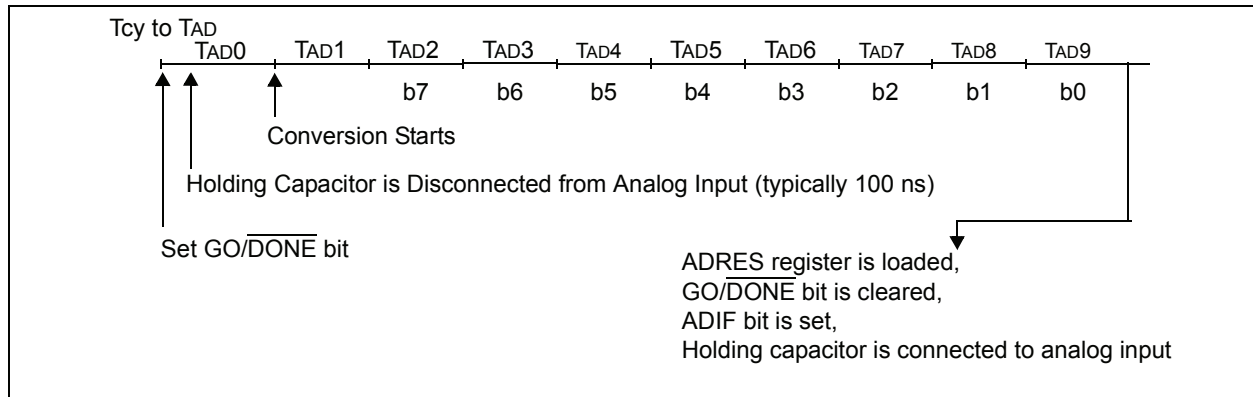 Tcy to TAD
TAD0 TAD1 TAD2 TAD3 TAD4 TAD5 TAD6 TAD7 TAD8 TAD9
b7 b6 b5 b4 b3 b2 b1 b0
Conversion Starts
Holding Capacitor is Disconnected from Analog Input (typically 100 ns)
Set GO/DONE bit
ADRES register is loaded,
GO/DONE bit is cleared,
ADIF bit is set,
Holding capacitor is connected to analog input